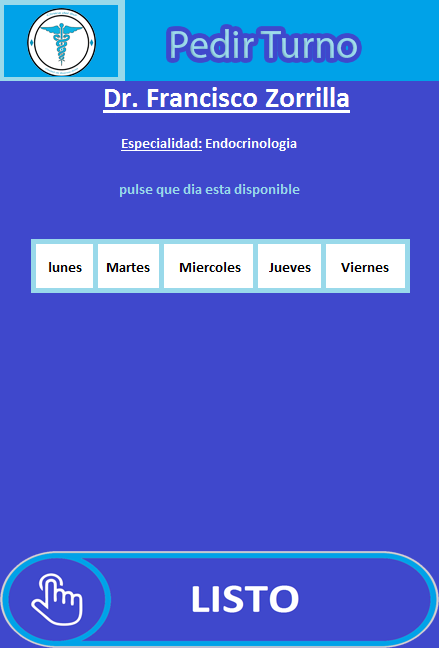 Pedir Turno
Dr. Francisco Zorrilla
Especialidad: Endocrinologia
pulse que dia esta disponible
lunes Martes Miercoles Jueves Viernes
LISTO